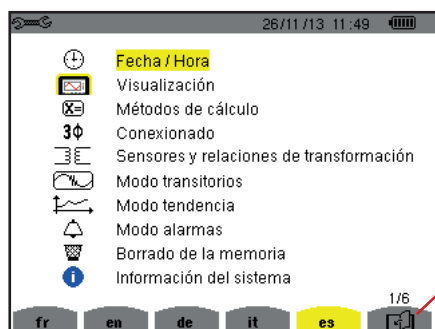 26/11/13 11:49
Fecha / Hora
Visualización
Métodos de cálculo
3ϕ Conexionado
Sensores y relaciones de transformación
Modo transitorios
Modo tendencia
Modo alarmas
Borrado de la memoria
i Información del sistema
1/6
fr en de it es